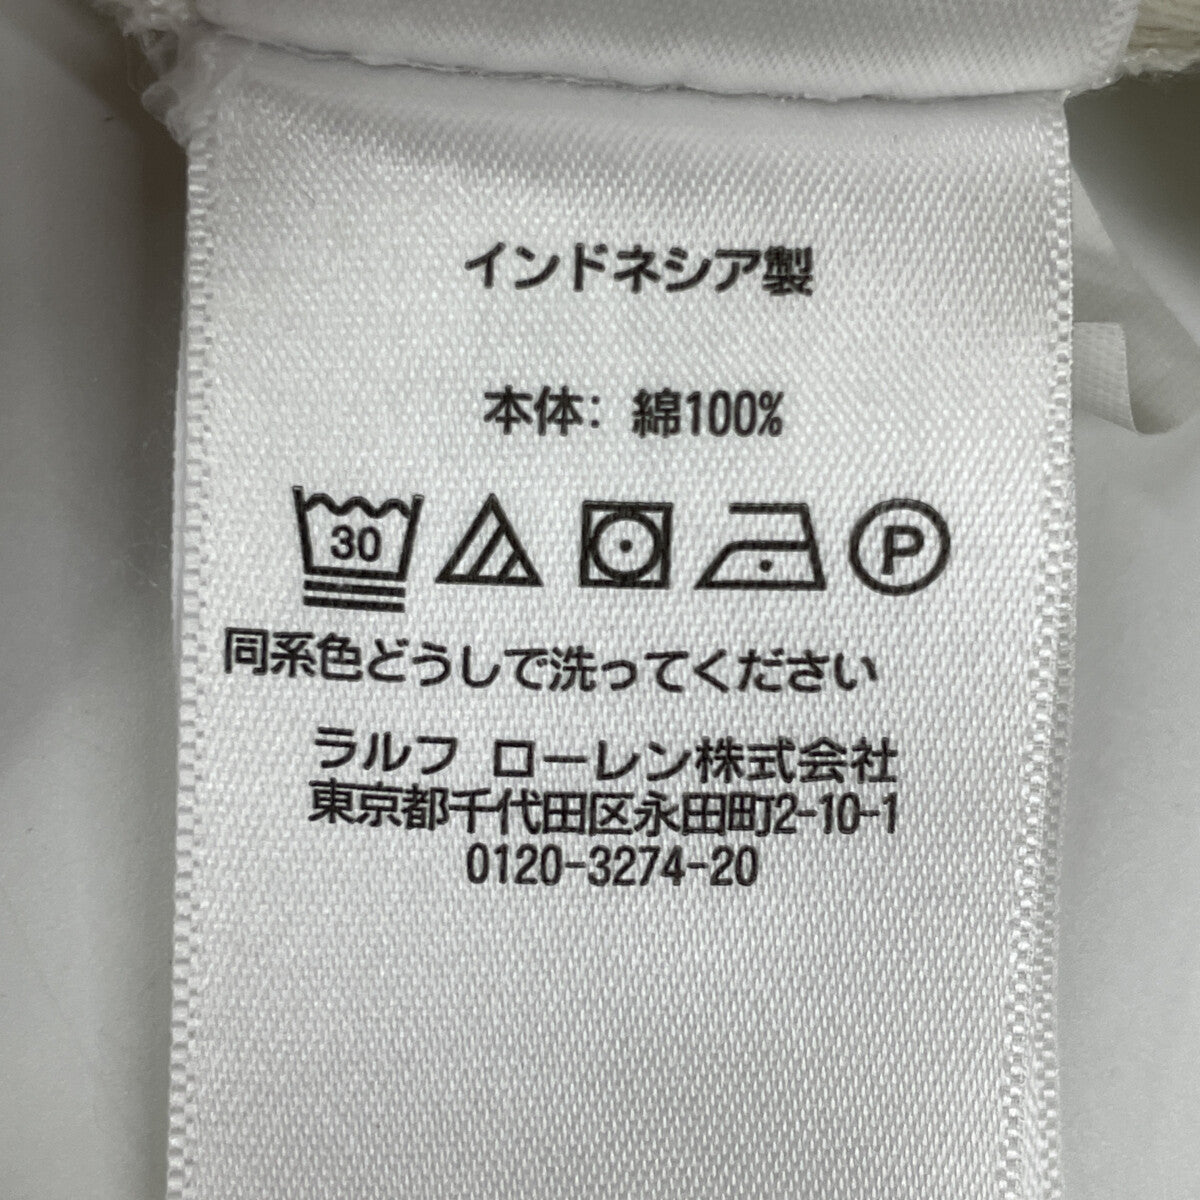 インドネシア製
本体: 綿100%
30 P
同系色どうしで洗ってください
ラルフ ローレン株式会社
東京都千代田区永田町2-10-1
0120-3274-20